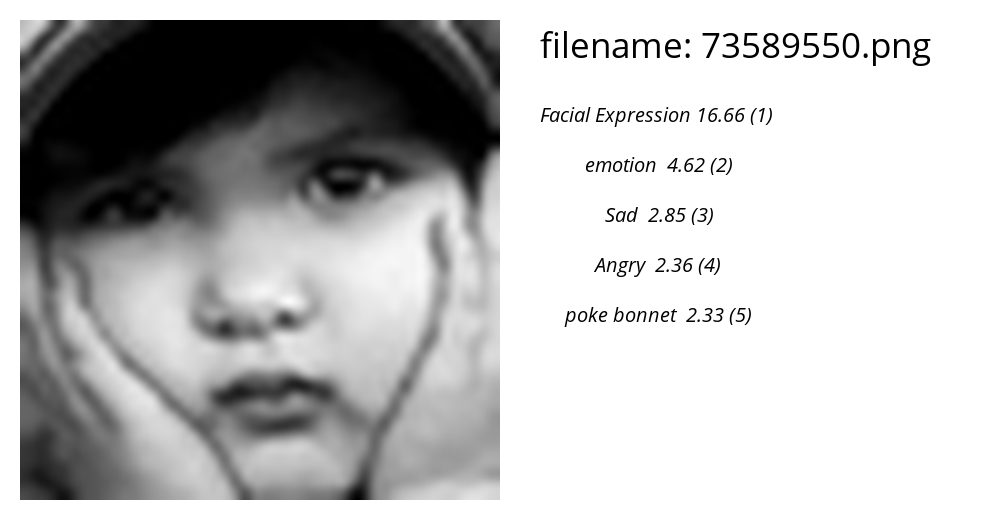 filename: 73589550.png
Facial Expression 16.66 (1)
emotion 4.62 (2)
Sad 2.85 (3)
Angry 2.36 (4)
poke bonnet 2.33 (5)